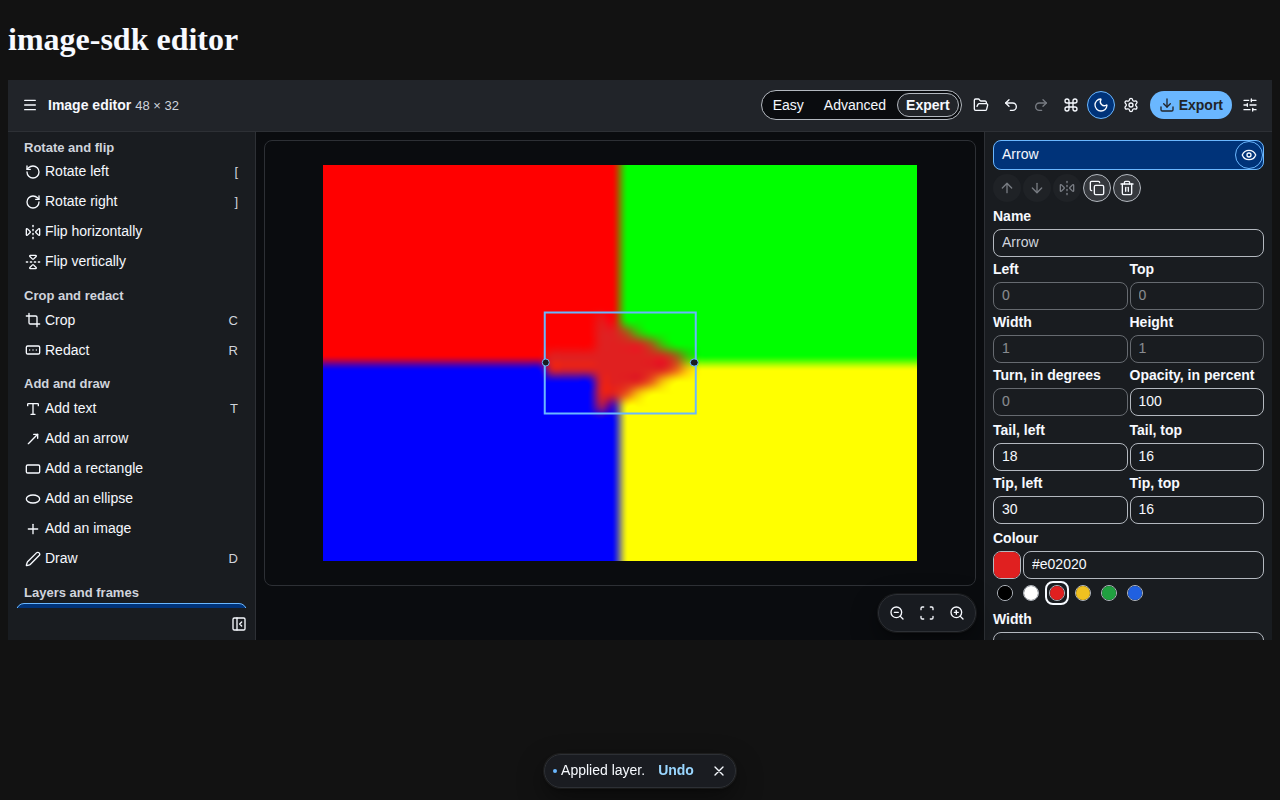 image-sdk editor
Image editor 48 × 32
Easy Advanced Expert
Export
Rotate and flip
Rotate left [
Rotate right ]
Flip horizontally
Flip vertically
Crop and redact
Crop C
Redact R
Add and draw
Add text T
Add an arrow
Add a rectangle
Add an ellipse
Add an image
Draw D
Layers and frames
Arrow
Name
Arrow
Left Top
0 0
Width Height
1 1
Turn, in degrees Opacity, in percent
0 100
Tail, left Tail, top
18 16
Tip, left Tip, top
30 16
Colour
#e02020
Width
Applied layer. Undo